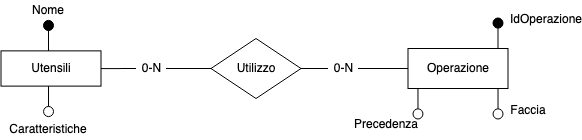 Nome
IdOperazione
Utensili
0-N
Utilizzo
0-N
Operazione
Caratteristiche
Precedenza
Faccia